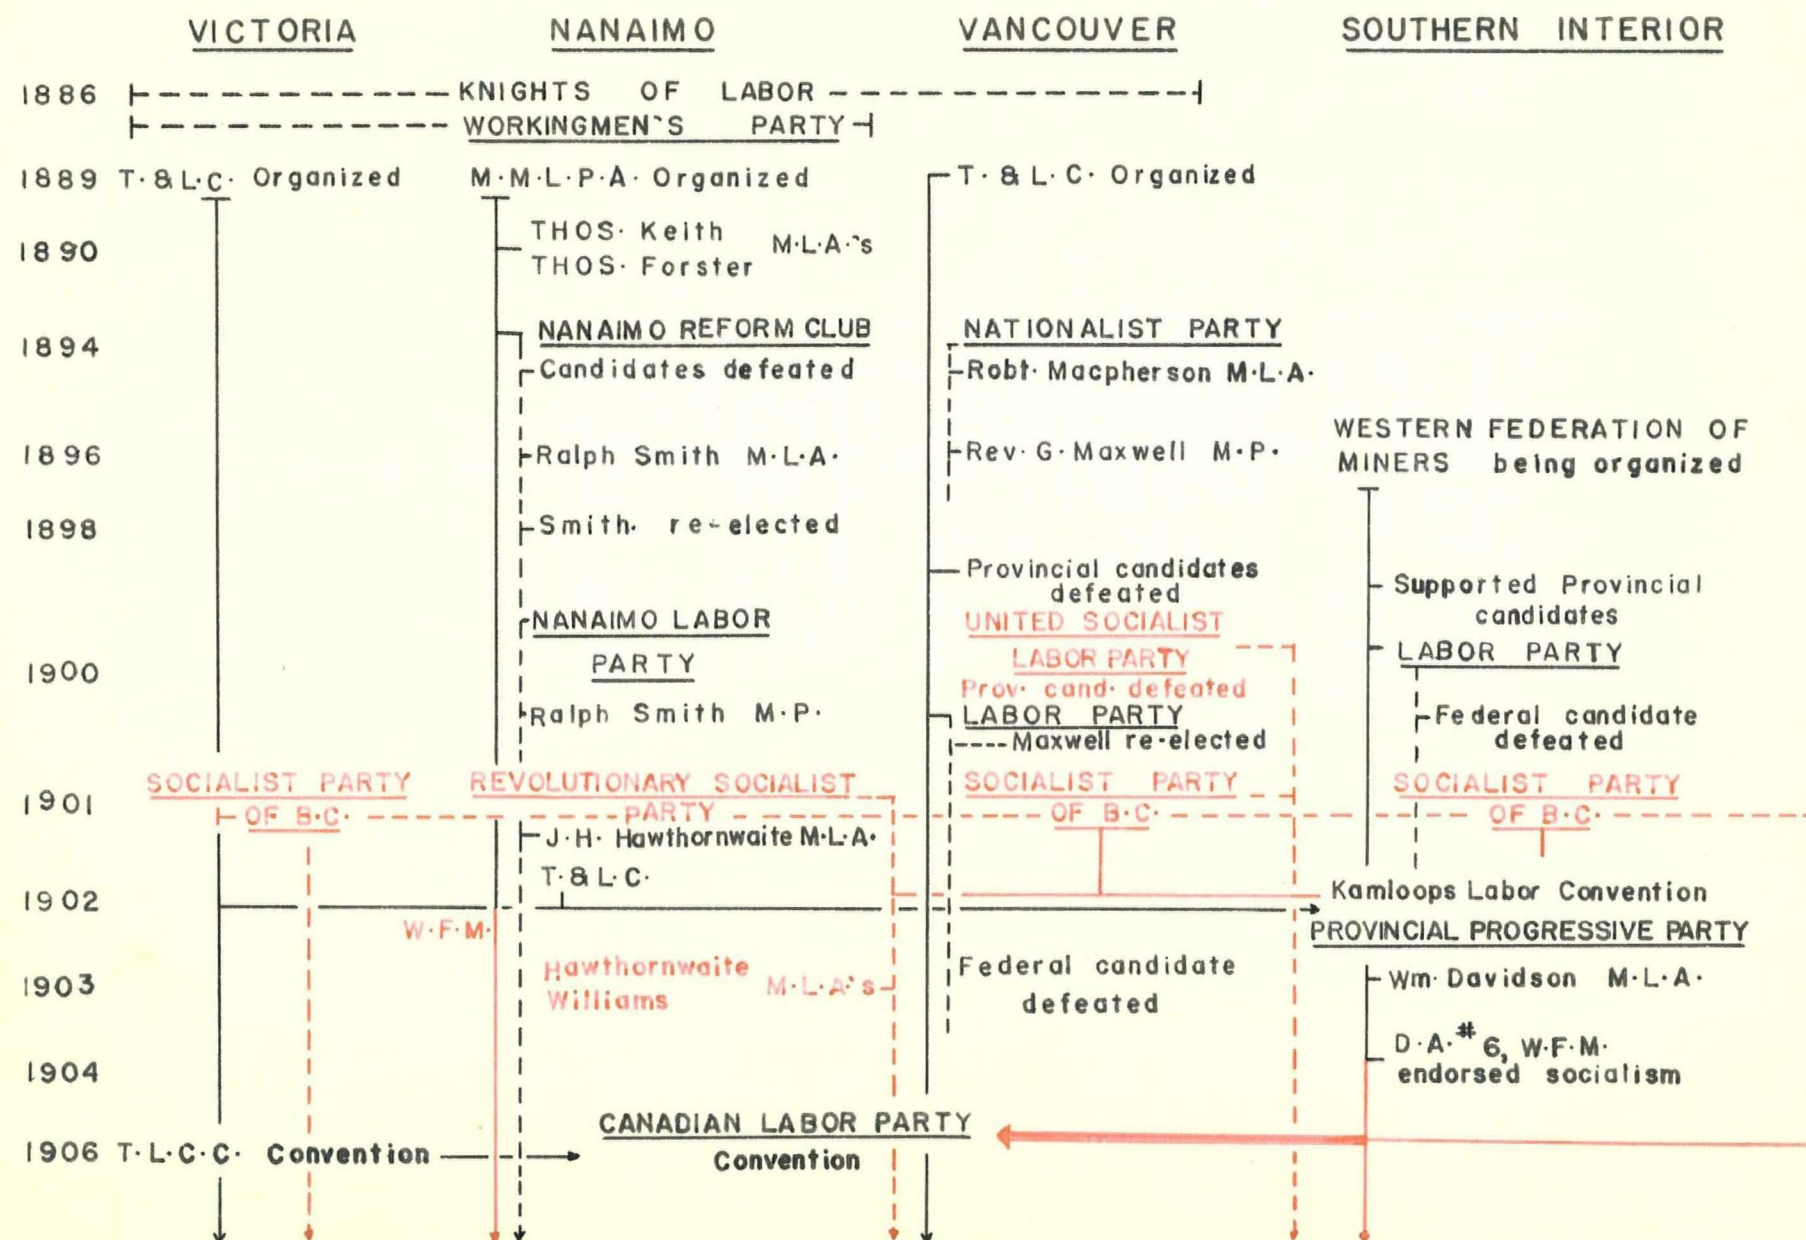 VICTORIA NANAIMO VANCOUVER SOUTHERN INTERIOR
1886 KNIGHTS OF LABOR
WORKINGMEN`S PARTY
1889 T. & L.C. Organized M.M.L.P.A. Organized T. & L.C. Organized
THOS. Keith M.L.A.`s
1890
THOS. Forster
NANAIMO REFORM CLUB NATIONALIST PARTY
1894
Candidates defeated Robt. Macpherson M.L.A.
WESTERN FEDERATION OF
1896 Ralph Smith M.L.A. Rev. G. Maxwell M.P.
MINERS being organized
1898 Smith. re-elected
Provincial candidates
defeated
Supported Provincial
candidates
NANAIMO LABOR UNITED SOCIALIST
PARTY LABOR PARTY LABOR PARTY
1900
Prov. cand. defeated
Ralph Smith M.P. LABOR PARTY Federal candidate
Maxwell re-elected defeated
SOCIALIST PARTY REVOLUTIONARY SOCIALIST SOCIALIST PARTY SOCIALIST PARTY
1901
OF B.C. PARTY OF B.C. OF B.C.
J.H. Hawthornwaite M.L.A.
T. & L.C.
1902 Kamloops Labor Convention
W.F.M. PROVINCIAL PROGRESSIVE PARTY
Hawthornwaite M.L.A`s Federal candidate
1903 Wm. Davidson M.L.A.
Williams defeated
D.A.#6, W.F.M.
1904 endorsed socialism
CANADIAN LABOR PARTY
1906 T.L.C.C. Convention Convention